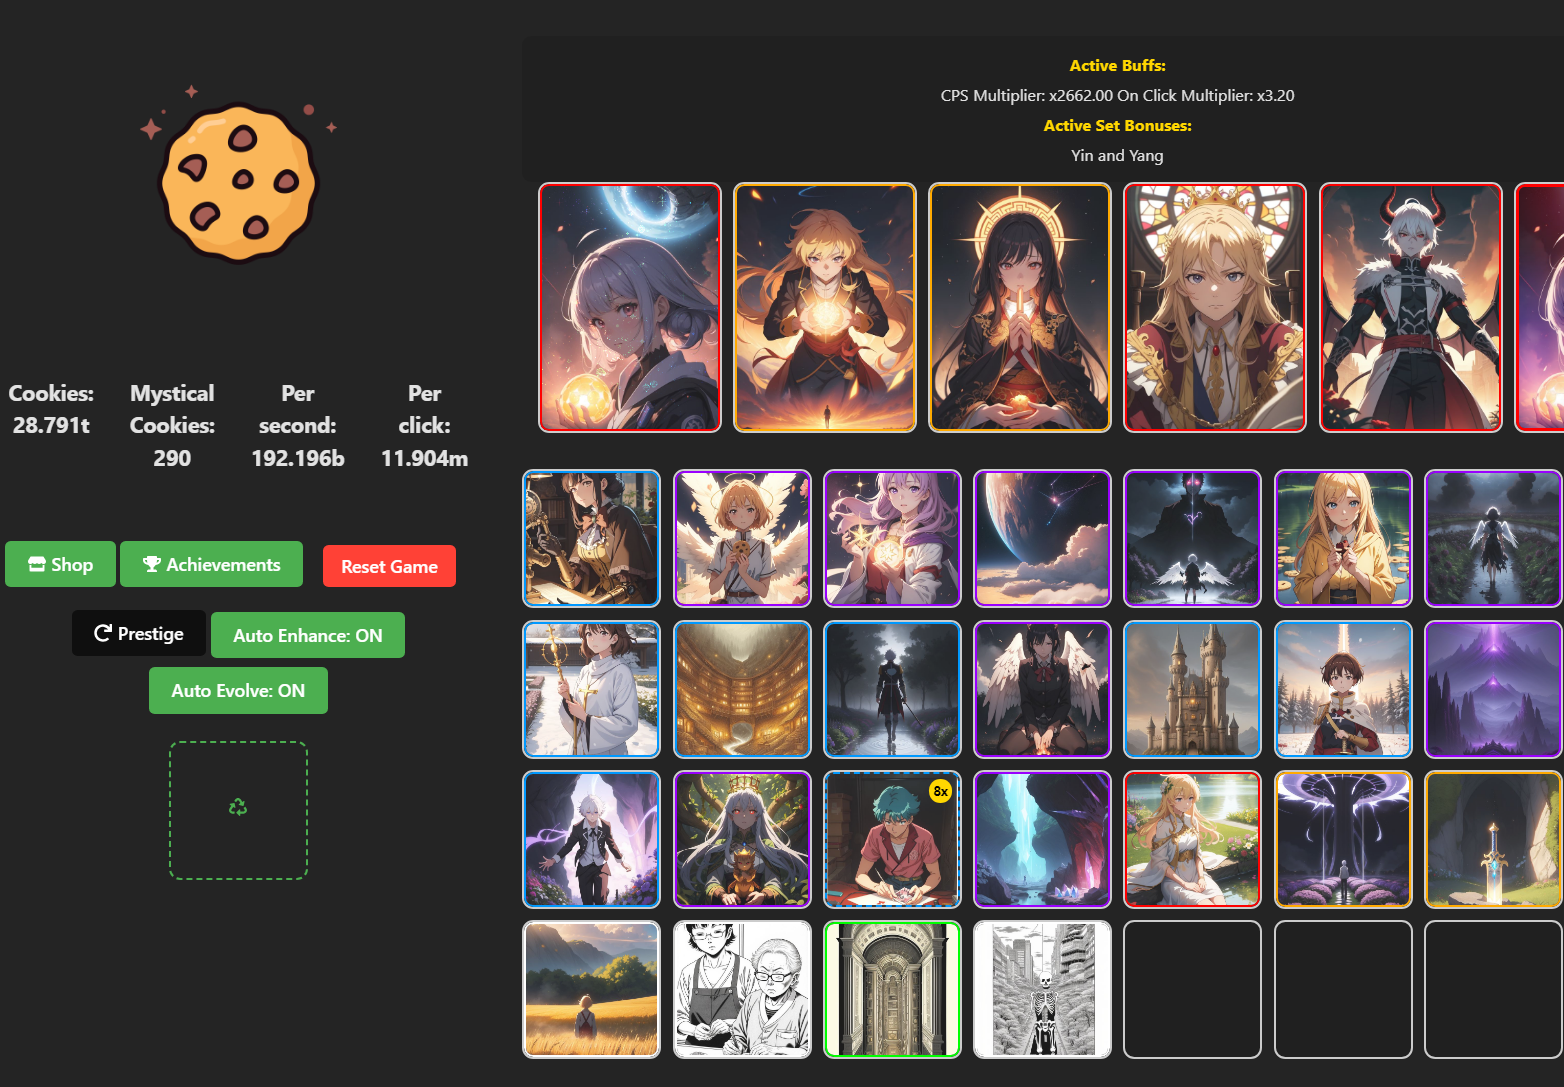 Active Buffs:
CPS Multiplier: x2662.00 On Click Multiplier: x3.20
Active Set Bonuses:
Yin and Yang
Cookies:
28.791t
Mystical
Cookies:
290
Per
second:
192.196b
Per
click:
11.904m
Shop
Achievements
Reset Game
Prestige
Auto Enhance: ON
Auto Evolve: ON
8x